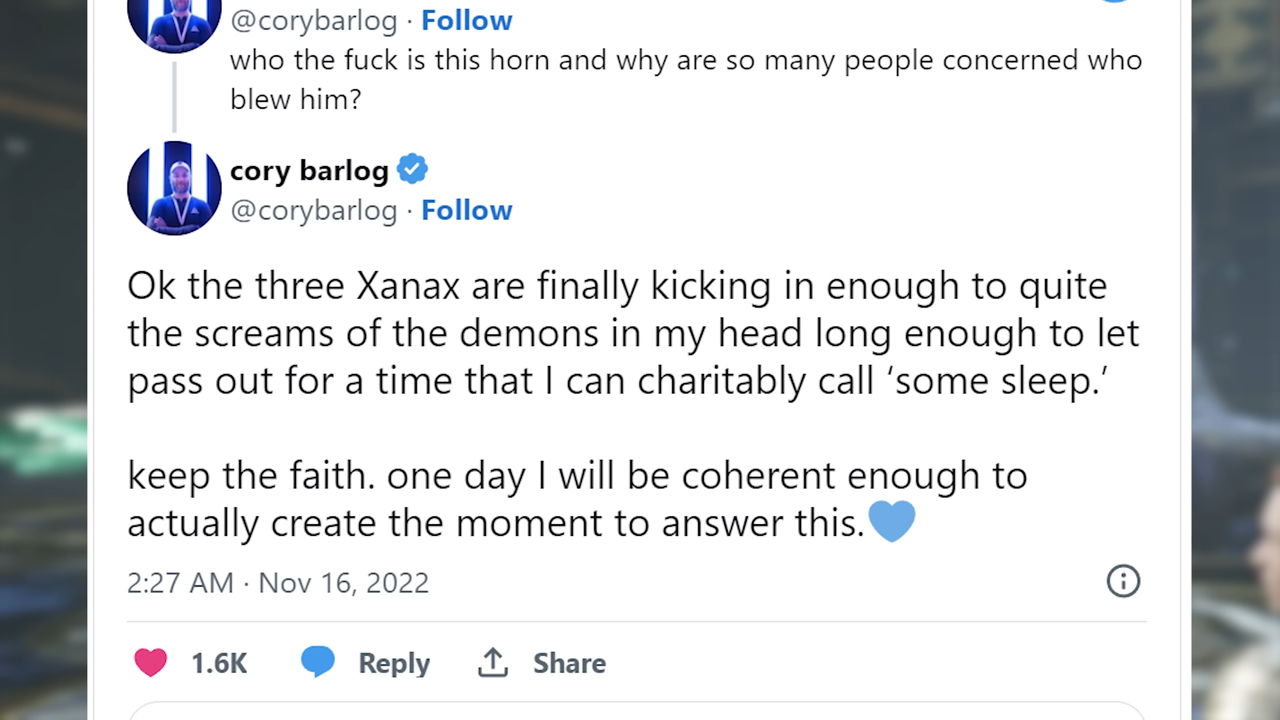 @corybarlog · Follow
who the fuck is this horn and why are so many people concerned who
blew him?
cory barlog
@corybarlog · Follow
Ok the three Xanax are finally kicking in enough to quite
the screams of the demons in my head long enough to let
pass out for a time that I can charitably call ‘some sleep.’
keep the faith. one day I will be coherent enough to
actually create the moment to answer this.💙
2:27 AM · Nov 16, 2022
1.6K Reply Share